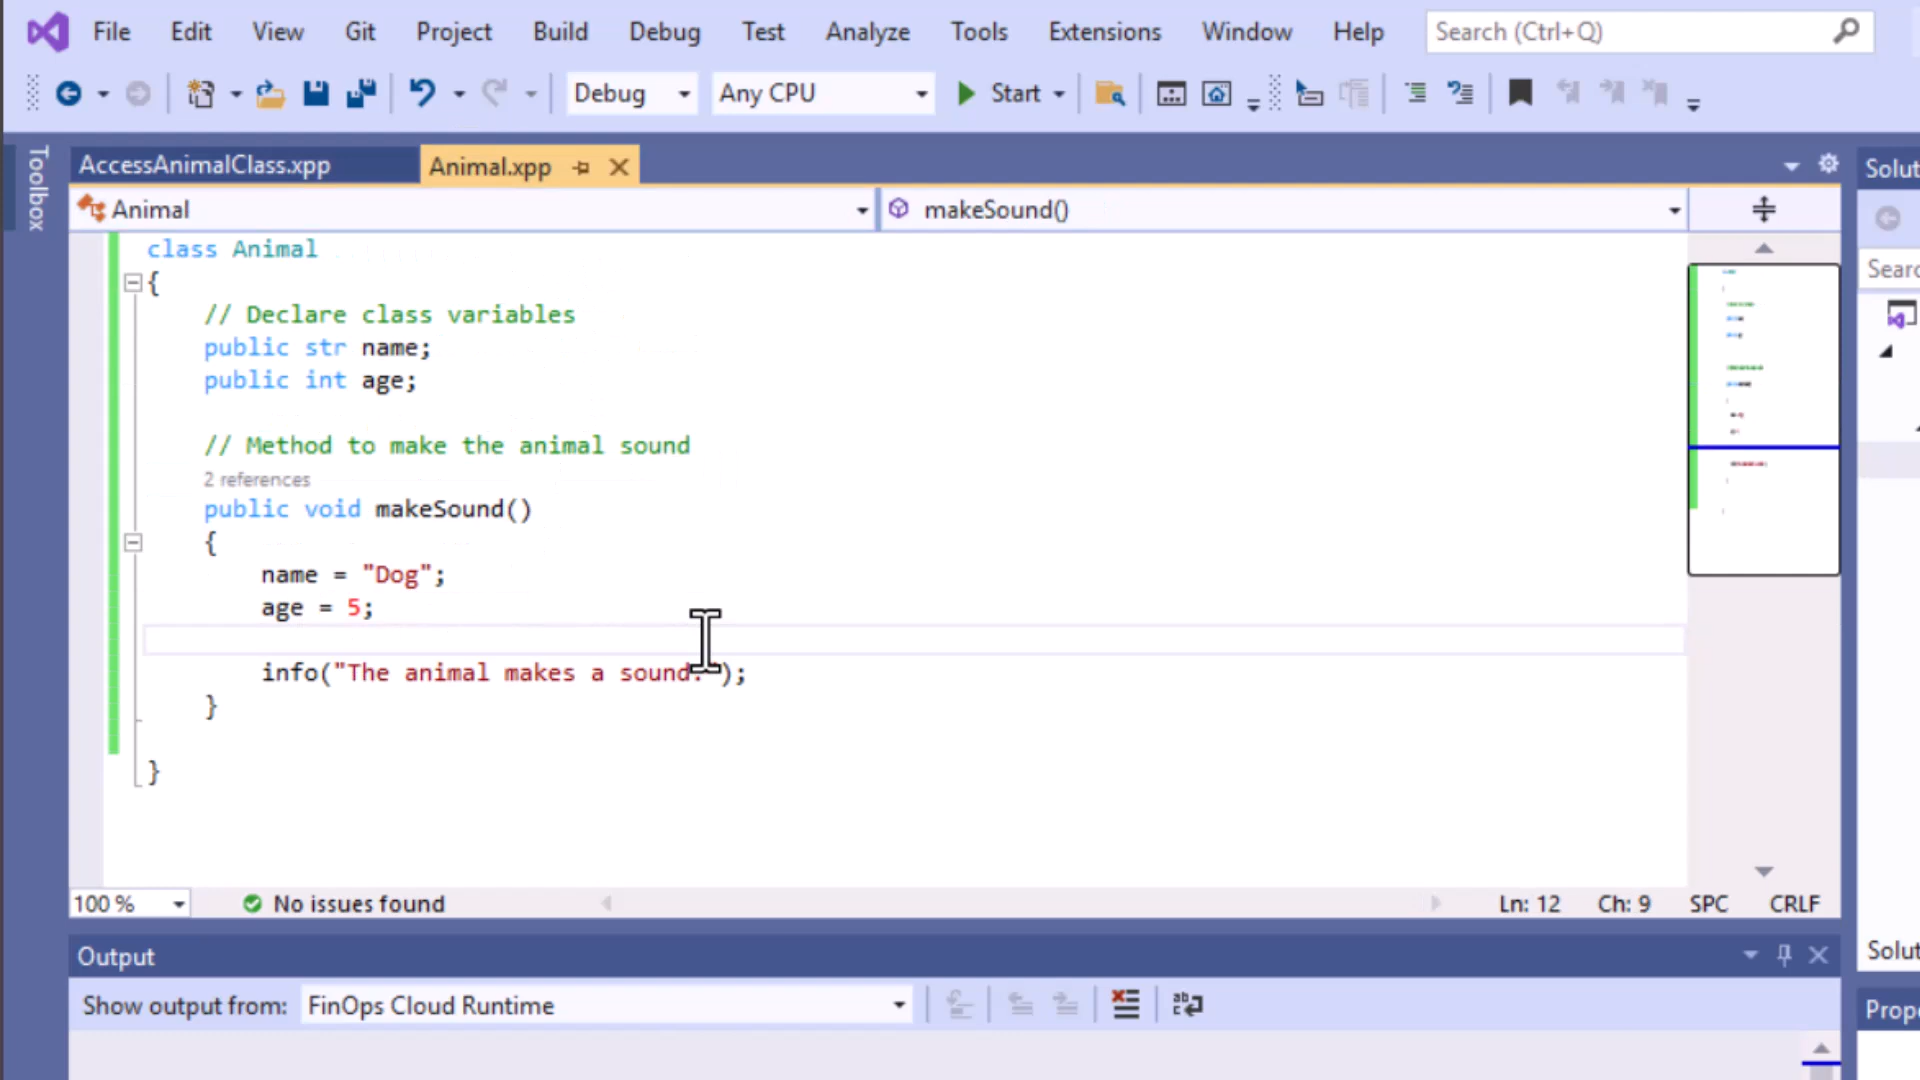 File Edit View Git Project Build Debug Test Analyze Tools Extensions Window Help Search (Ctrl+Q)
Debug Any CPU Start
Toolbox
AccessAnimalClass.xpp Animal.xpp
Animal makeSound()
class Animal
{
// Declare class variables
public str name;
public int age;
// Method to make the animal sound
2 references
public void makeSound()
{
name = "Dog";
age = 5;
info("The animal makes a sound.");
}
}
100 % No issues found Ln: 12 Ch: 9 SPC CRLF
Output
Show output from: FinOps Cloud Runtime
Solut
Searc
Solut
Prope